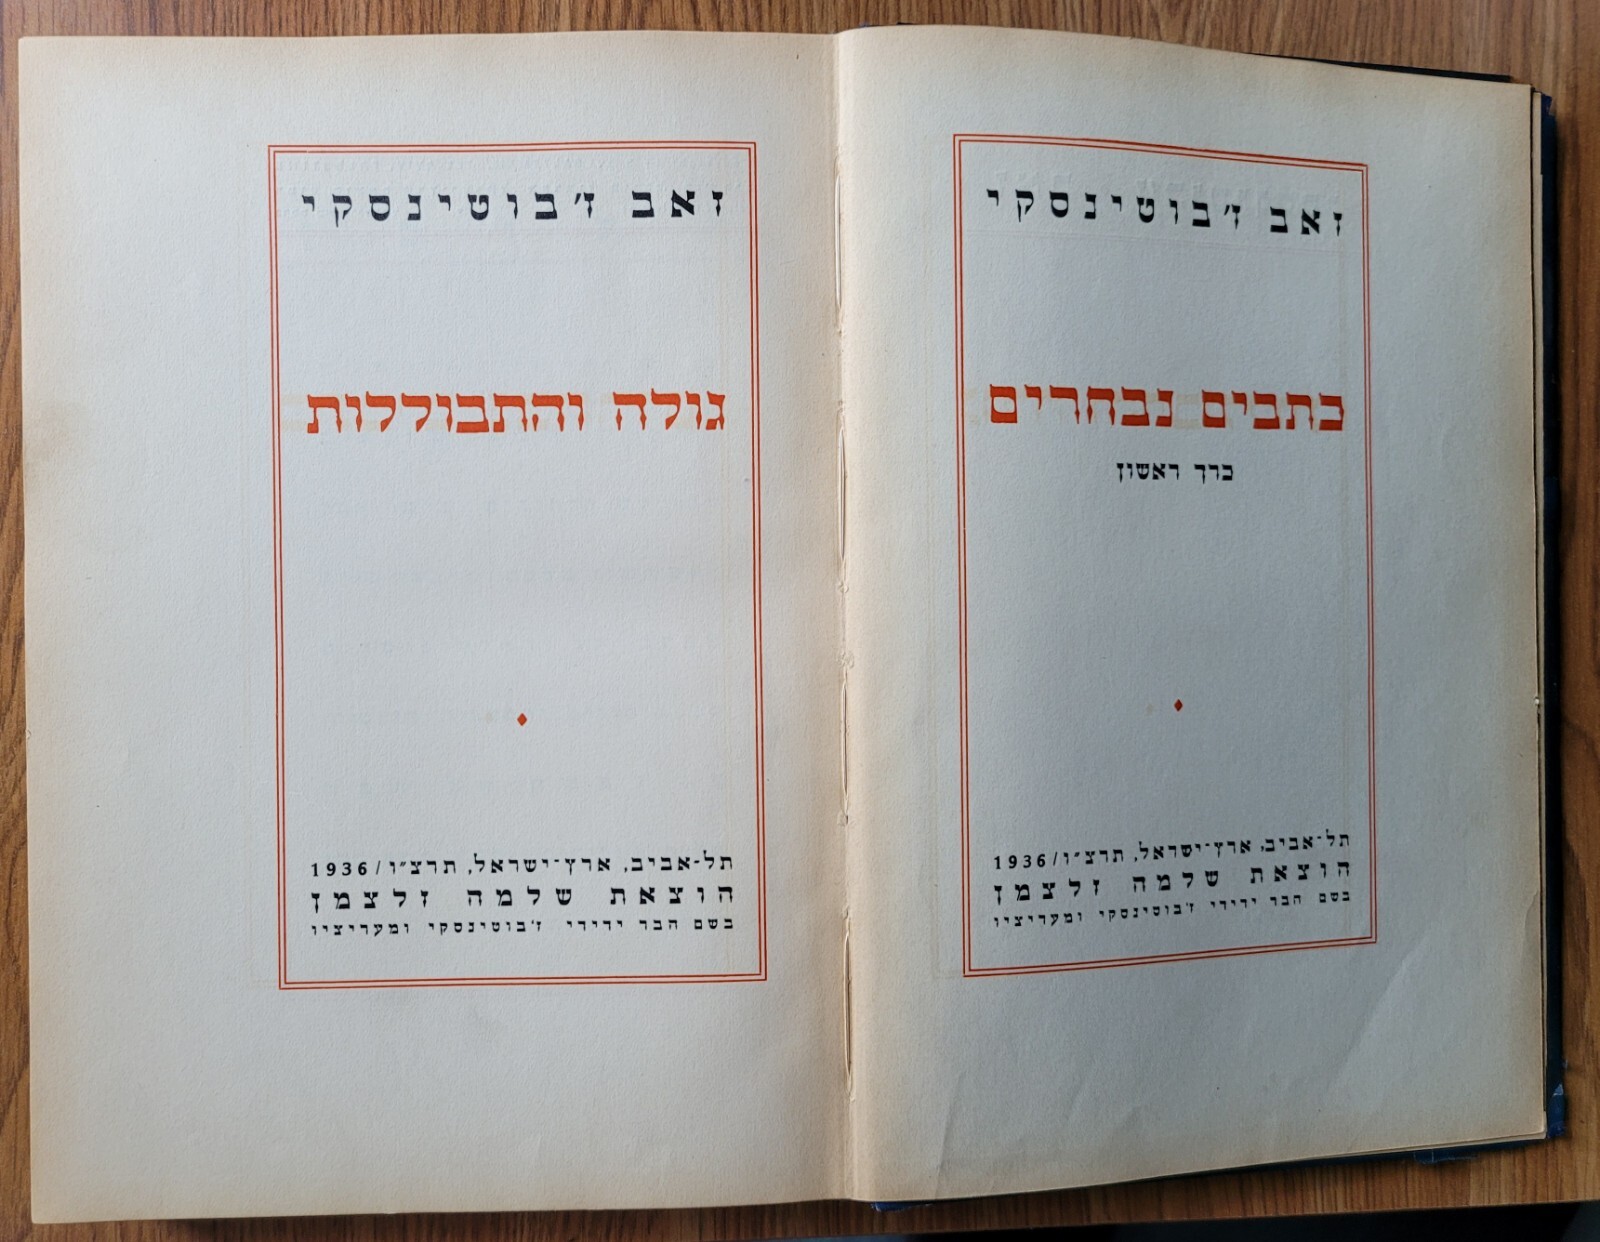 זאב ז׳בוטינסקי
כתבים נבחרים
כרך ראשון
תל־אביב, ארץ־ישראל, תרצ״ו / 1936
הוצאת שלמה זלצמן
בשם חבר ידידי ז׳בוטינסקי ומעריציו
זאב ז׳בוטינסקי
גולה והתבוללות
תל־אביב, ארץ־ישראל, תרצ״ו / 1936
הוצאת שלמה זלצמן
בשם חבר ידידי ז׳בוטינסקי ומעריציו